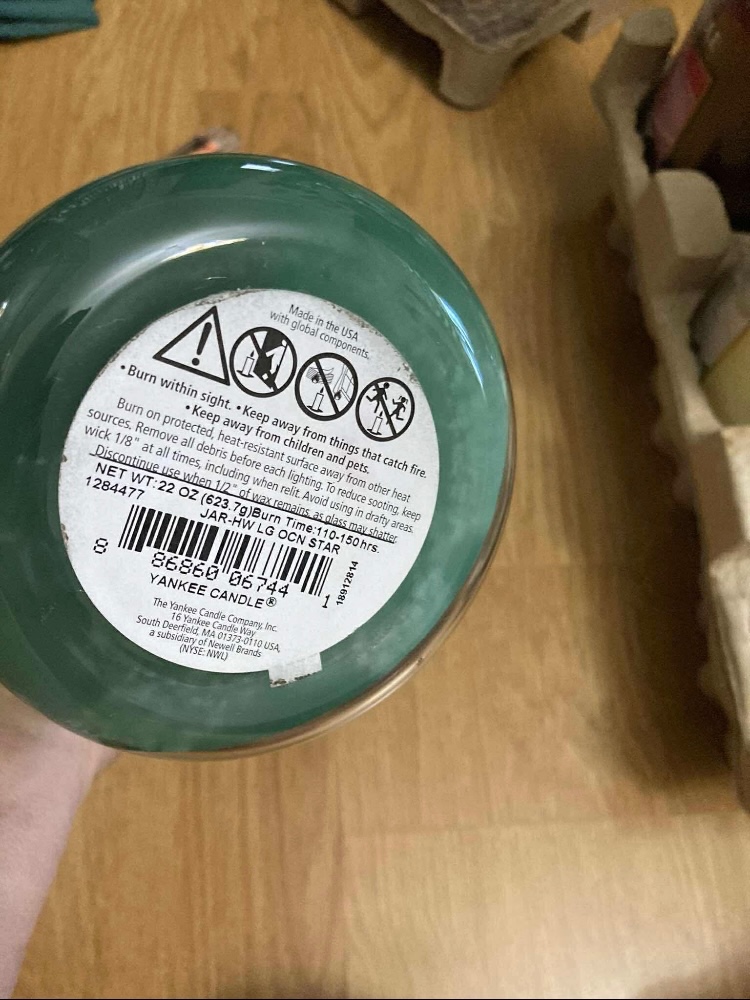 Made in the USA
with global components.
• Burn within sight. • Keep away from things that catch fire.
• Keep away from children and pets.
Burn on protected, heat-resistant surface away from other heat
sources. Remove all debris before each lighting. To reduce sooting, keep
wick 1/8" at all times, including when relit. Avoid using in drafty areas.
Discontinue use when 1/2" of wax remains, as glass may shatter.
NET WT:22 OZ (623.7g)Burn Time:110-150hrs.
1284477
JAR-HW LG OCN STAR
8 86860 06744 1
18912814
YANKEE CANDLE®
The Yankee Candle Company, Inc.
16 Yankee Candle Way
South Deerfield, MA 01373-0110 USA,
a subsidiary of Newell Brands
(NYSE: NWL)